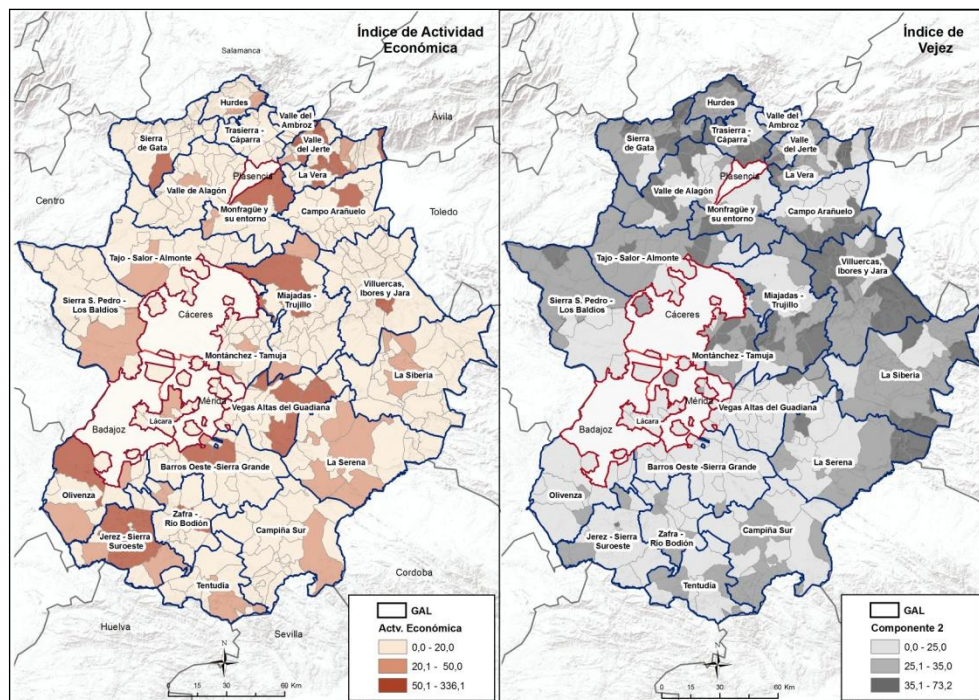 Índice de Actividad
Económica
Salamanca
Ávila
Hurdes
Valle del
Ambroz
Trasierra -
Cáparra
Sierra
de Gata
Valle
del Jerte
La Vera
Plasencia
Valle de Alagón
Centro
Monfragüe y
su entorno
Campo Arañuelo
Toledo
Tajo - Salor - Almonte
Villuercas,
Ibores y Jara
Sierra S. Pedro -
Los Baldíos
Miajadas -
Trujillo
Cáceres
Montánchez - Tamuja
La Siberia
Mérida
Vegas Altas del Guadiana
Lácara
Badajoz
La Serena
Barros Oeste -Sierra Grande
Olivenza
Zafra -
Río Bodión
Campiña Sur
Jerez - Sierra
Suroeste
Tentudía
Cordoba
Huelva
Sevilla
N
0 15 30 60 Km
GAL
Actv. Económica
0,0 - 20,0
20,1 - 50,0
50,1 - 336,1
Índice de
Vejez
Hurdes
Valle del
Ambroz
Trasierra -
Cáparra
Sierra
de Gata
Valle
del Jerte
La Vera
Plasencia
Valle de Alagón
Monfragüe y
su entorno
Campo Arañuelo
Tajo - Salor - Almonte
Villuercas,
Ibores y Jara
Sierra S. Pedro -
Los Baldíos
Miajadas -
Trujillo
Cáceres
Montánchez - Tamuja
La Siberia
Mérida
Vegas Altas del Guadiana
Lácara
Badajoz
La Serena
Barros Oeste -Sierra Grande
Olivenza
Zafra -
Río Bodión
Campiña Sur
Jerez - Sierra
Suroeste
Tentudía
N
0 15 30 60 Km
GAL
Componente 2
0,0 - 25,0
25,1 - 35,0
35,1 - 73,2